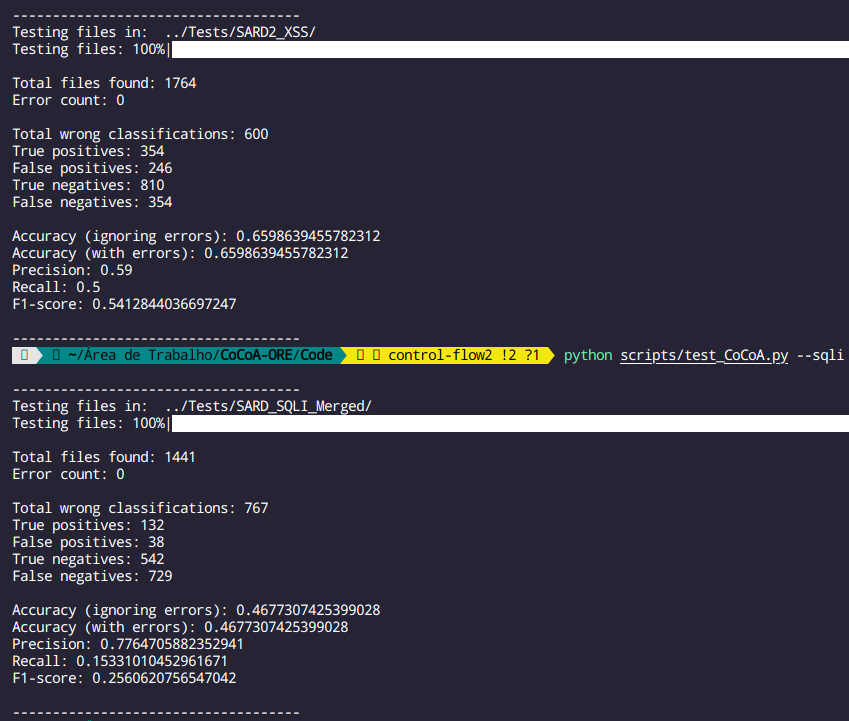 ------------------------------------
Testing files in:  ../Tests/SARD2_XSS/
Testing files: 100%|
Total files found: 1764
Error count: 0
Total wrong classifications: 600
True positives: 354
False positives: 246
True negatives: 810
False negatives: 354
Accuracy (ignoring errors): 0.6598639455782312
Accuracy (with errors): 0.6598639455782312
Precision: 0.59
Recall: 0.5
F1-score: 0.5412844036697247
------------------------------------
~/Área de Trabalho/CoCoA-ORE/Code control-flow2 !2 ?1 python scripts/test_CoCoA.py --sqli
------------------------------------
Testing files in:  ../Tests/SARD_SQLI_Merged/
Testing files: 100%|
Total files found: 1441
Error count: 0
Total wrong classifications: 767
True positives: 132
False positives: 38
True negatives: 542
False negatives: 729
Accuracy (ignoring errors): 0.4677307425399028
Accuracy (with errors): 0.4677307425399028
Precision: 0.7764705882352941
Recall: 0.15331010452961671
F1-score: 0.2560620756547042
------------------------------------